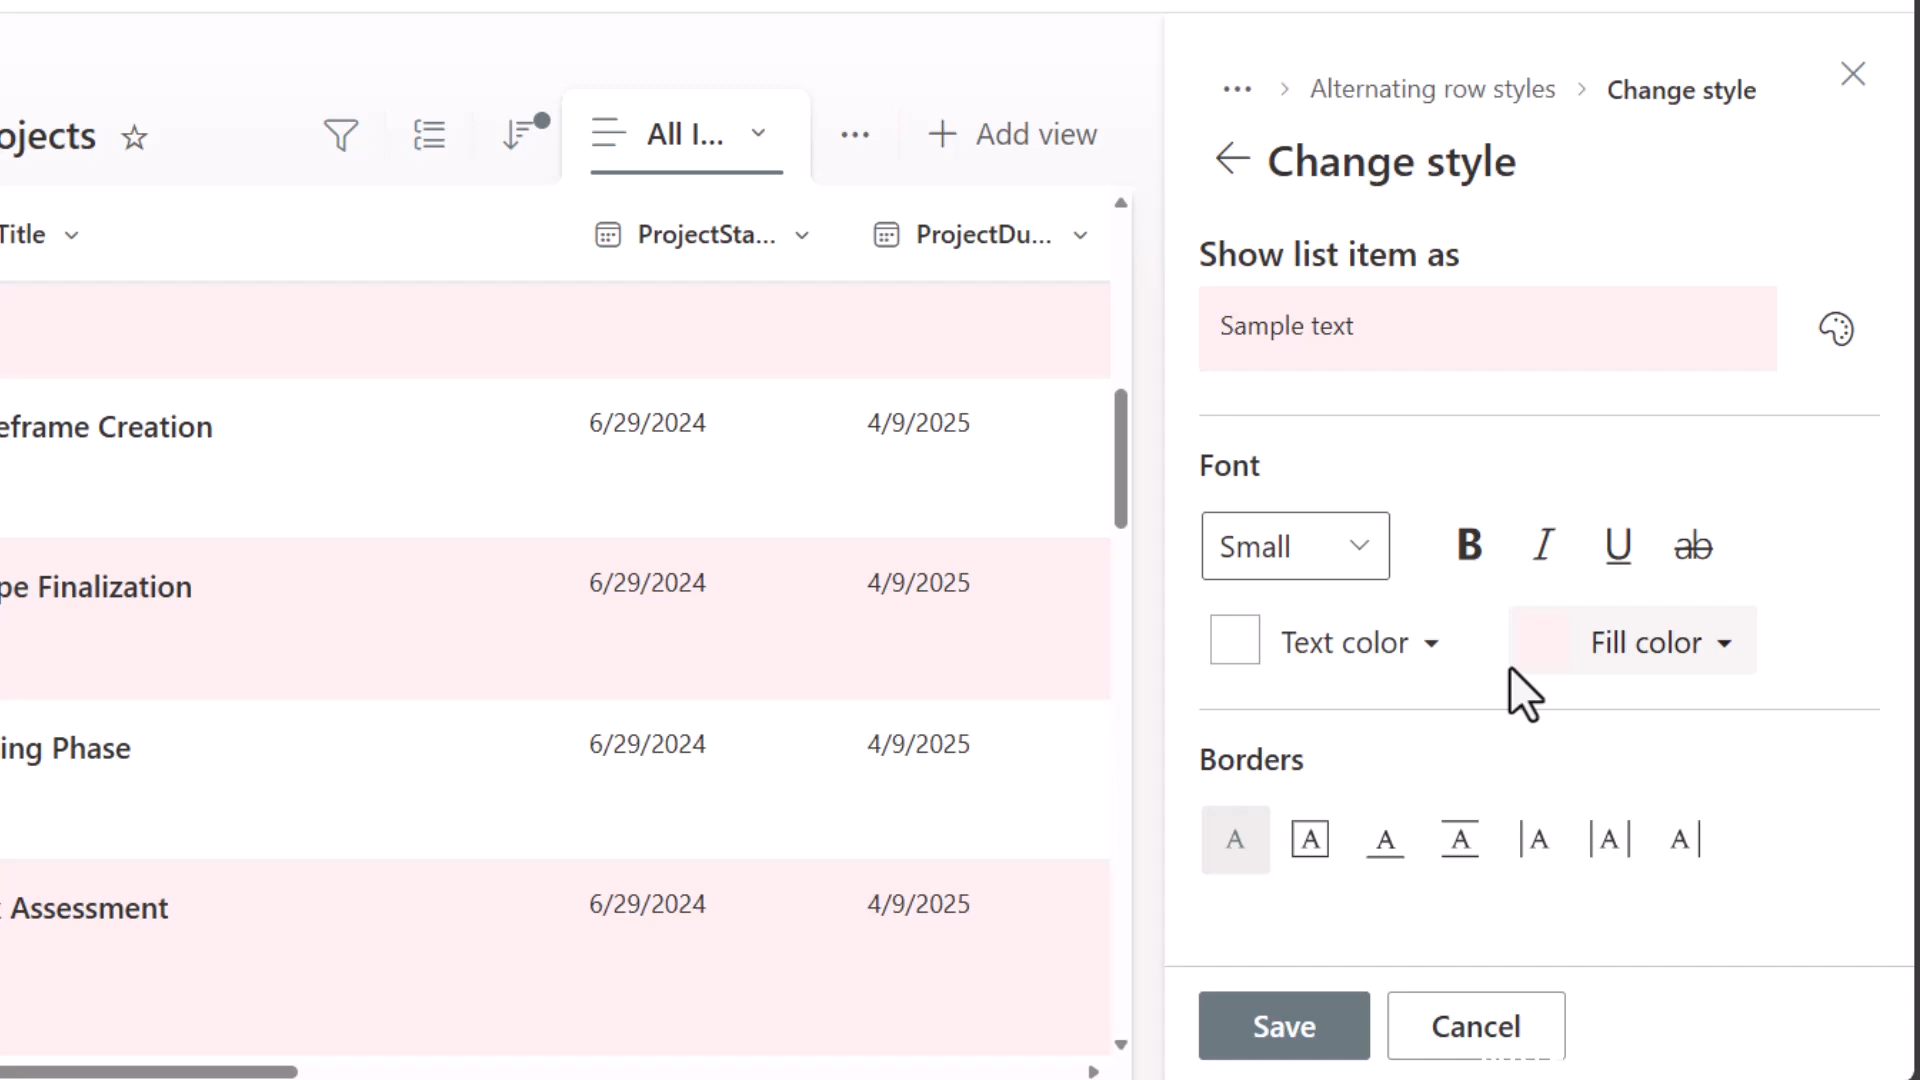 ojects
All I...
Add view
Title
ProjectSta...
ProjectDu...
eframe Creation
6/29/2024
4/9/2025
pe Finalization
6/29/2024
4/9/2025
ing Phase
6/29/2024
4/9/2025
Assessment
6/29/2024
4/9/2025
... > Alternating row styles > Change style
Change style
Show list item as
Sample text
Font
Small
B I U ab
Text color
Fill color
Borders
A A A A A A A
Save
Cancel